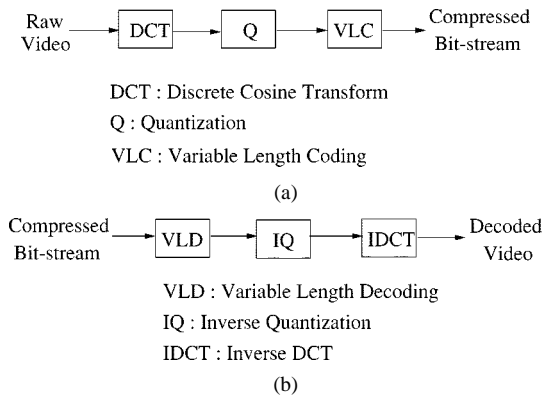 Raw Video
DCT
Q
VLC
Compressed Bit-stream
DCT : Discrete Cosine Transform
Q : Quantization
VLC : Variable Length Coding
(a)
Compressed Bit-stream
VLD
IQ
IDCT
Decoded Video
VLD : Variable Length Decoding
IQ : Inverse Quantization
IDCT : Inverse DCT
(b)